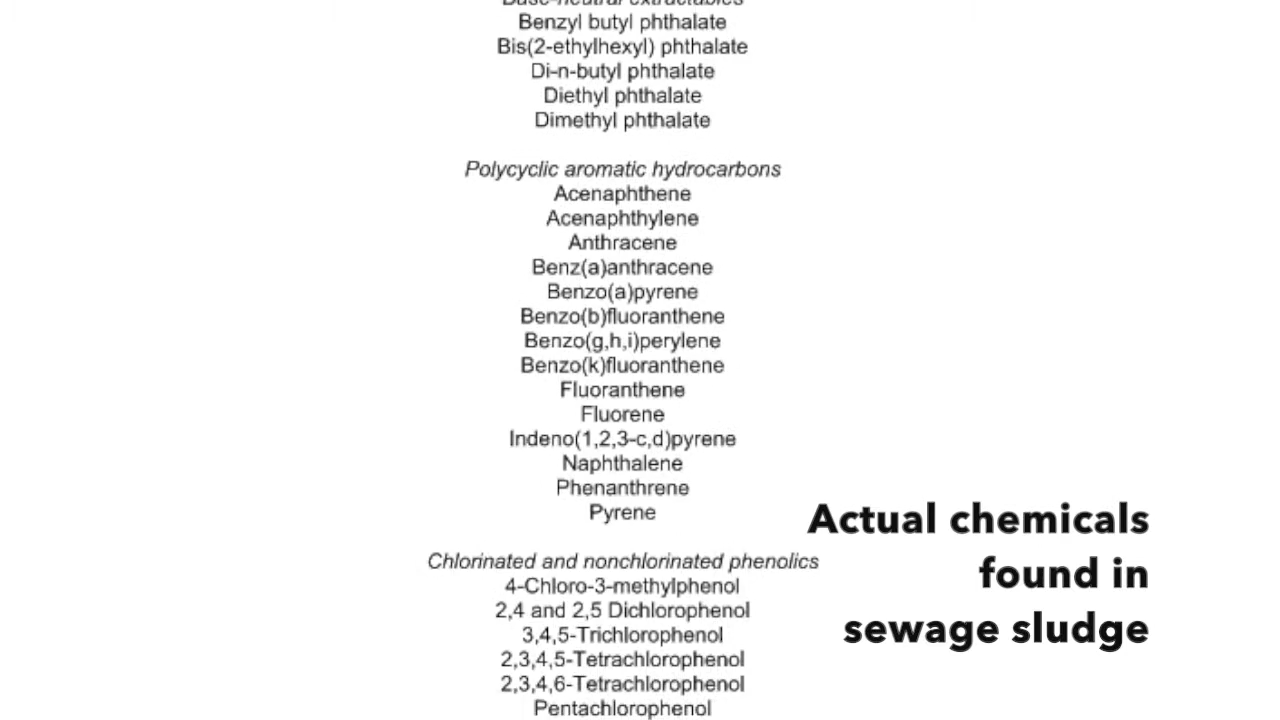 Base-neutral extractables
Benzyl butyl phthalate
Bis(2-ethylhexyl) phthalate
Di-n-butyl phthalate
Diethyl phthalate
Dimethyl phthalate
Polycyclic aromatic hydrocarbons
Acenaphthene
Acenaphthylene
Anthracene
Benz(a)anthracene
Benzo(a)pyrene
Benzo(b)fluoranthene
Benzo(g,h,i)perylene
Benzo(k)fluoranthene
Fluoranthene
Fluorene
Indeno(1,2,3-c,d)pyrene
Naphthalene
Phenanthrene
Pyrene
Chlorinated and nonchlorinated phenolics
4-Chloro-3-methylphenol
2,4 and 2,5 Dichlorophenol
3,4,5-Trichlorophenol
2,3,4,5-Tetrachlorophenol
2,3,4,6-Tetrachlorophenol
Pentachlorophenol
Actual chemicals
found in
sewage sludge